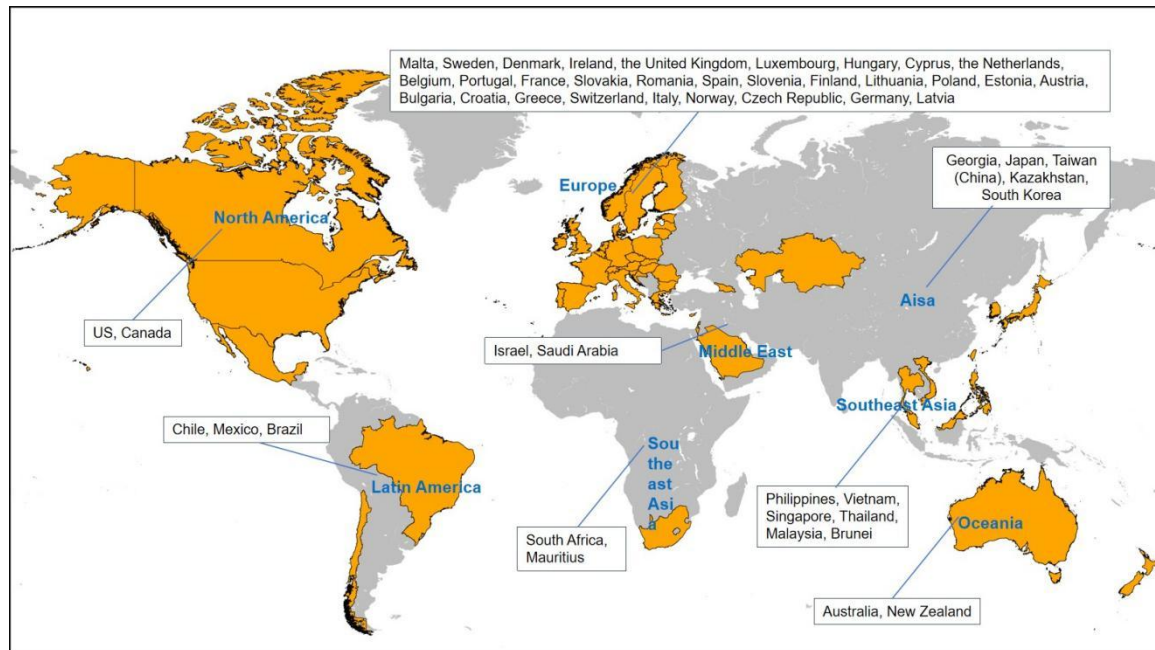 Malta, Sweden, Denmark, Ireland, the United Kingdom, Luxembourg, Hungary, Cyprus, the Netherlands,
Belgium, Portugal, France, Slovakia, Romania, Spain, Slovenia, Finland, Lithuania, Poland, Estonia, Austria,
Bulgaria, Croatia, Greece, Switzerland, Italy, Norway, Czech Republic, Germany, Latvia
Georgia, Japan, Taiwan
(China), Kazakhstan,
South Korea
Europe
North America
Aisa
US, Canada
Israel, Saudi Arabia
Middle East
Southeast Asia
Chile, Mexico, Brazil
Latin America
Sou
the
ast
Asi
a
South Africa,
Mauritius
Philippines, Vietnam,
Singapore, Thailand,
Malaysia, Brunei
Oceania
Australia, New Zealand